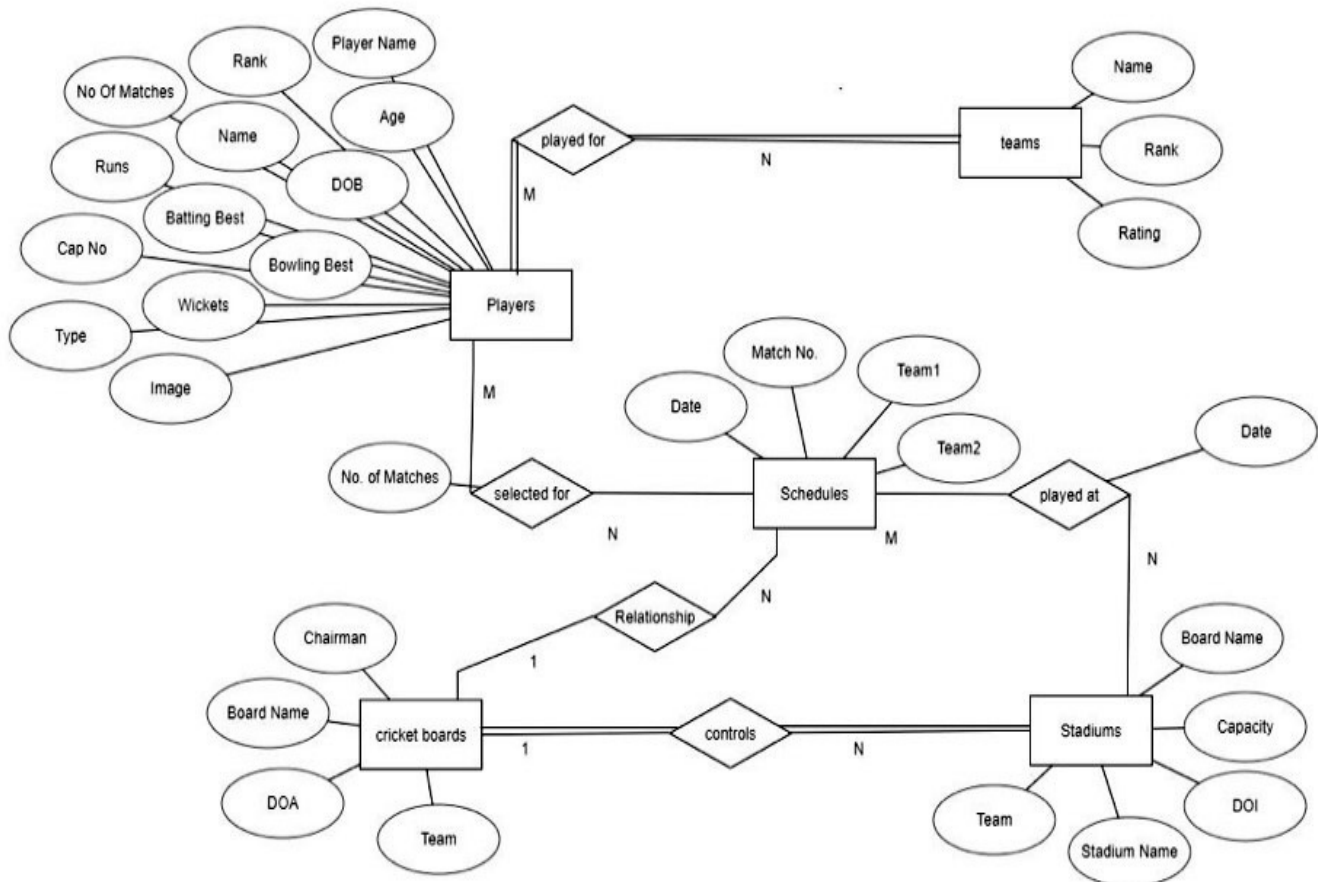 Player Name
Rank
No Of Matches
Name
Age
Name
played for
teams
Rank
N
Runs
DOB
M
Batting Best
Rating
Cap No
Bowling Best
Wickets
Players
Type
Image
Match No.
Team1
M
Date
Date
Team2
No. of Matches
selected for
Schedules
played at
N
M
N
Relationship
N
Chairman
1
Board Name
Board Name
cricket boards
controls
Stadiums
Capacity
1
N
DOA
DOI
Team
Team
Stadium Name